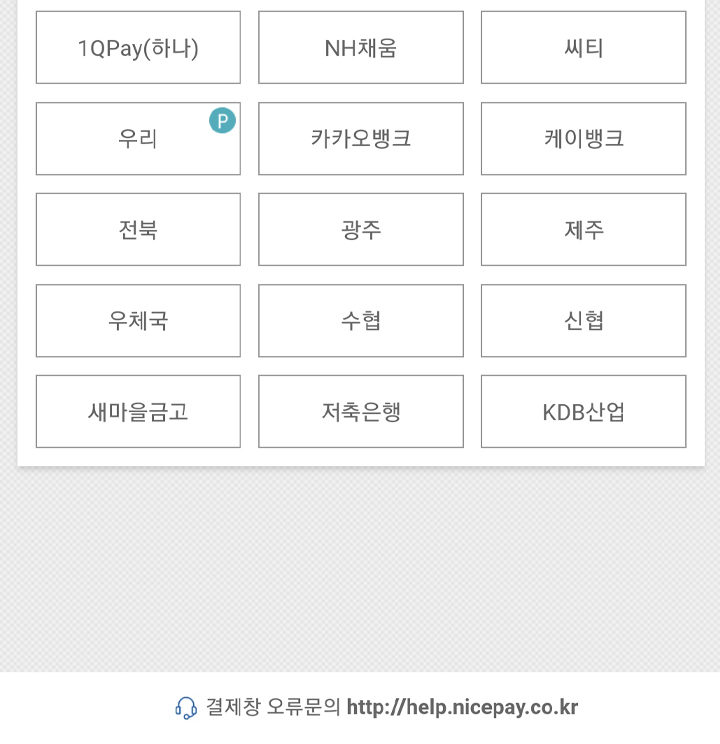 1QPay(하나)
NH채움
씨티
우리
P
카카오뱅크
케이뱅크
전북
광주
제주
우체국
수협
신협
새마을금고
저축은행
KDB산업
결제창 오류문의 http://help.nicepay.co.kr